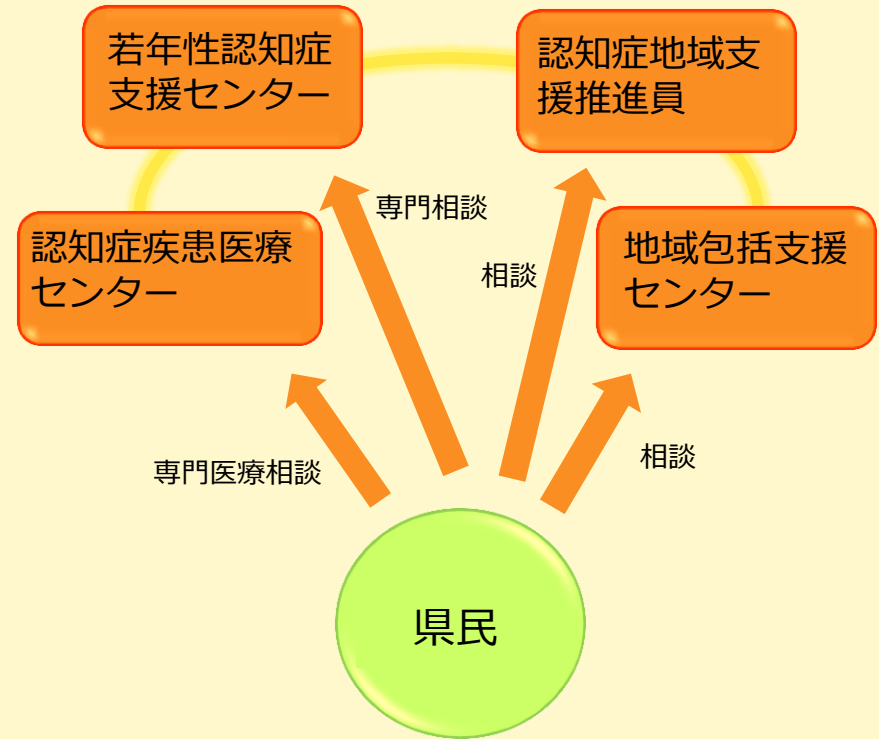 若年性認知症
支援センター
認知症地域支
援推進員
専門相談
認知症疾患医療
センター
相談
地域包括支援
センター
専門医療相談
相談
県民